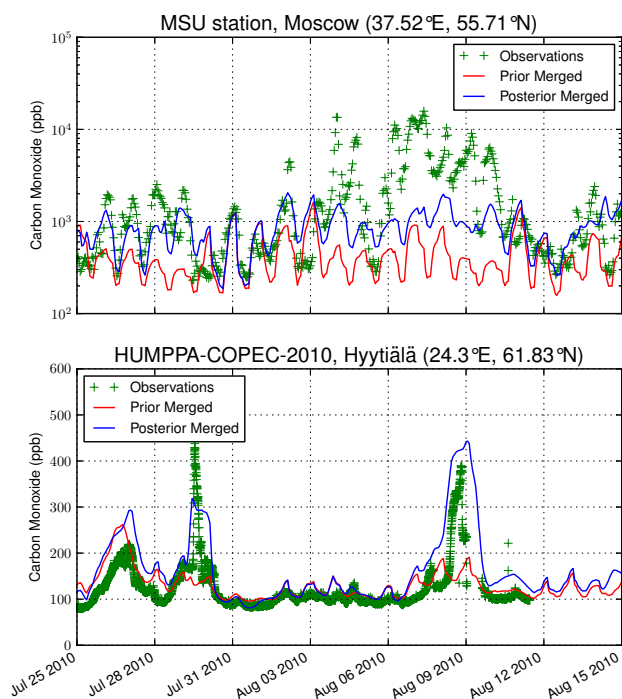 MSU station, Moscow (37.52°E, 55.71°N)
10^5
10^4
10^3
10^2
Carbon Monoxide (ppb)
Observations
Prior Merged
Posterior Merged
HUMPPA-COPEC-2010, Hyytiälä (24.3°E, 61.83°N)
600
500
400
300
200
100
0
Carbon Monoxide (ppb)
Observations
Prior Merged
Posterior Merged
Jul 25 2010
Jul 28 2010
Jul 31 2010
Aug 03 2010
Aug 06 2010
Aug 09 2010
Aug 12 2010
Aug 15 2010